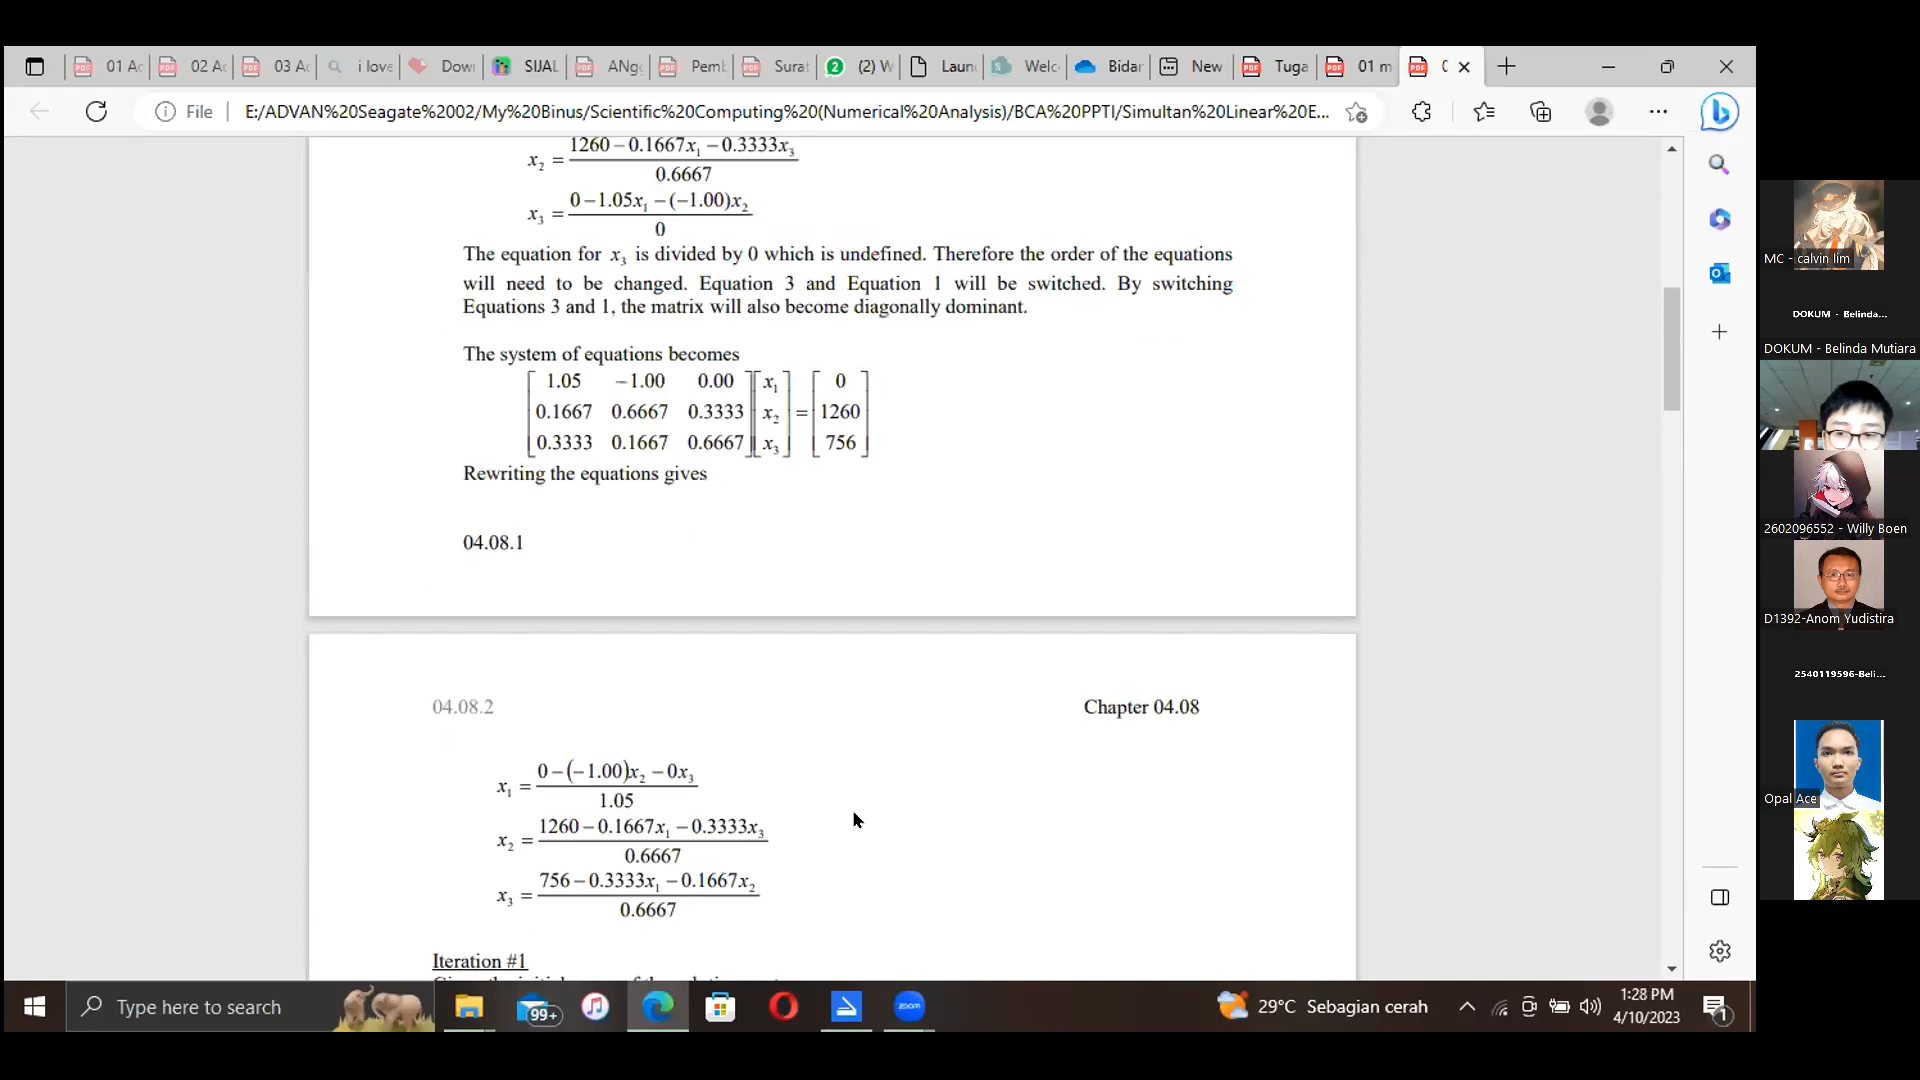 01 Ac
02 Ac
03 Ac
i love
Down
SIJAL
ANg
Pemb
Surat
(2) W
Laun
Welc
Bidar
New
Tuga
01 m
File
E:/ADVAN%20Seagate%2002/My%20Binus/Scientific%20Computing%20(Numerical%20Analysis)/BCA%20PPTI/Simultan%20Linear%20E...
x₂ = (1260 − 0.1667x₁ − 0.3333x₃) / 0.6667
x₃ = (0 − 1.05x₁ − (−1.00)x₂) / 0
The equation for x₃ is divided by 0 which is undefined. Therefore the order of the equations
will need to be changed. Equation 3 and Equation 1 will be switched. By switching
Equations 3 and 1, the matrix will also become diagonally dominant.
The system of equations becomes
[1.05 −1.00 0.00] [x₁] [0]
[0.1667 0.6667 0.3333] [x₂] = [1260]
[0.3333 0.1667 0.6667] [x₃] [756]
Rewriting the equations gives
04.08.1
04.08.2 Chapter 04.08
x₁ = (0 − (−1.00)x₂ − 0x₃) / 1.05
x₂ = (1260 − 0.1667x₁ − 0.3333x₃) / 0.6667
x₃ = (756 − 0.3333x₁ − 0.1667x₂) / 0.6667
Iteration #1
MC - calvin lim
DOKUM - Belinda...
DOKUM - Belinda Mutiara
2602096552 - Willy Boen
D1392-Anom Yudistira
2540119596-Beli...
Opal Ace
Type here to search
99+
zoom
29°C Sebagian cerah
1:28 PM
4/10/2023
1